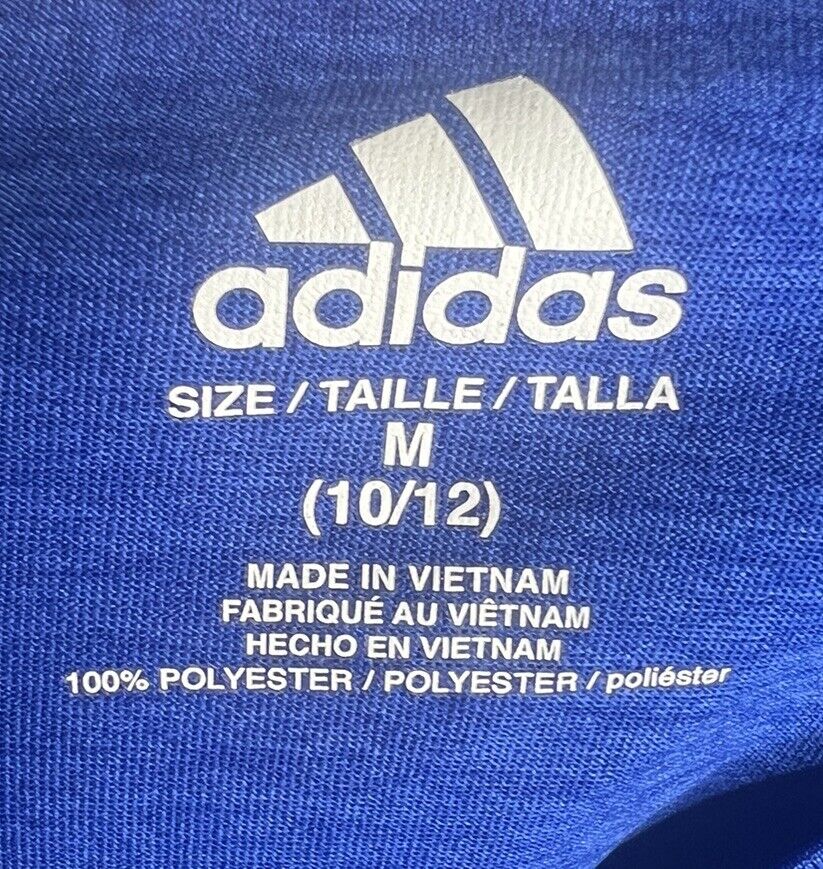 adidas
SIZE / TAILLE / TALLA
M
(10/12)
MADE IN VIETNAM
FABRIQUÉ AU VIÊTNAM
HECHO EN VIETNAM
100% POLYESTER / POLYESTER / poliéster